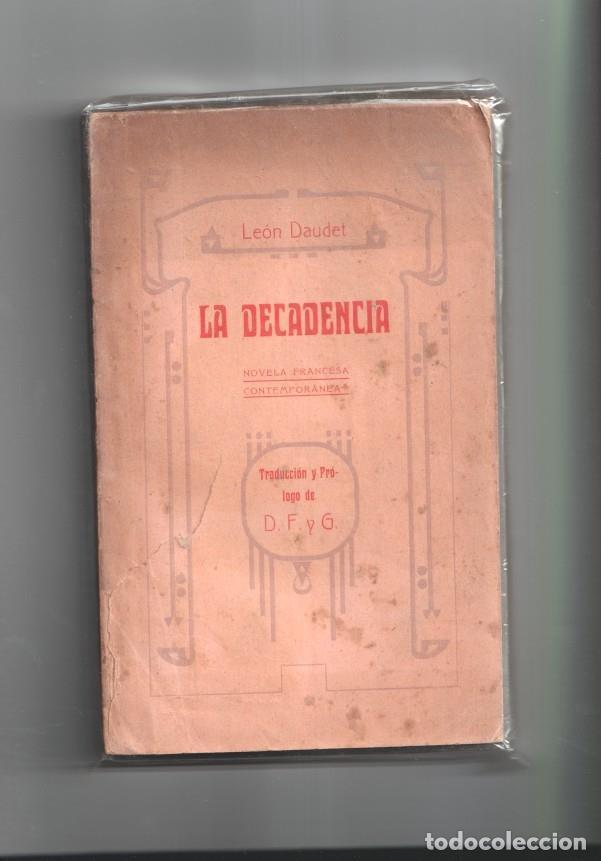 León Daudet
LA DECADENCIA
NOVELA FRANCESA
CONTEMPORÁNEA
Traducción y Pró-
logo de
D. F. y G.
todocoleccion